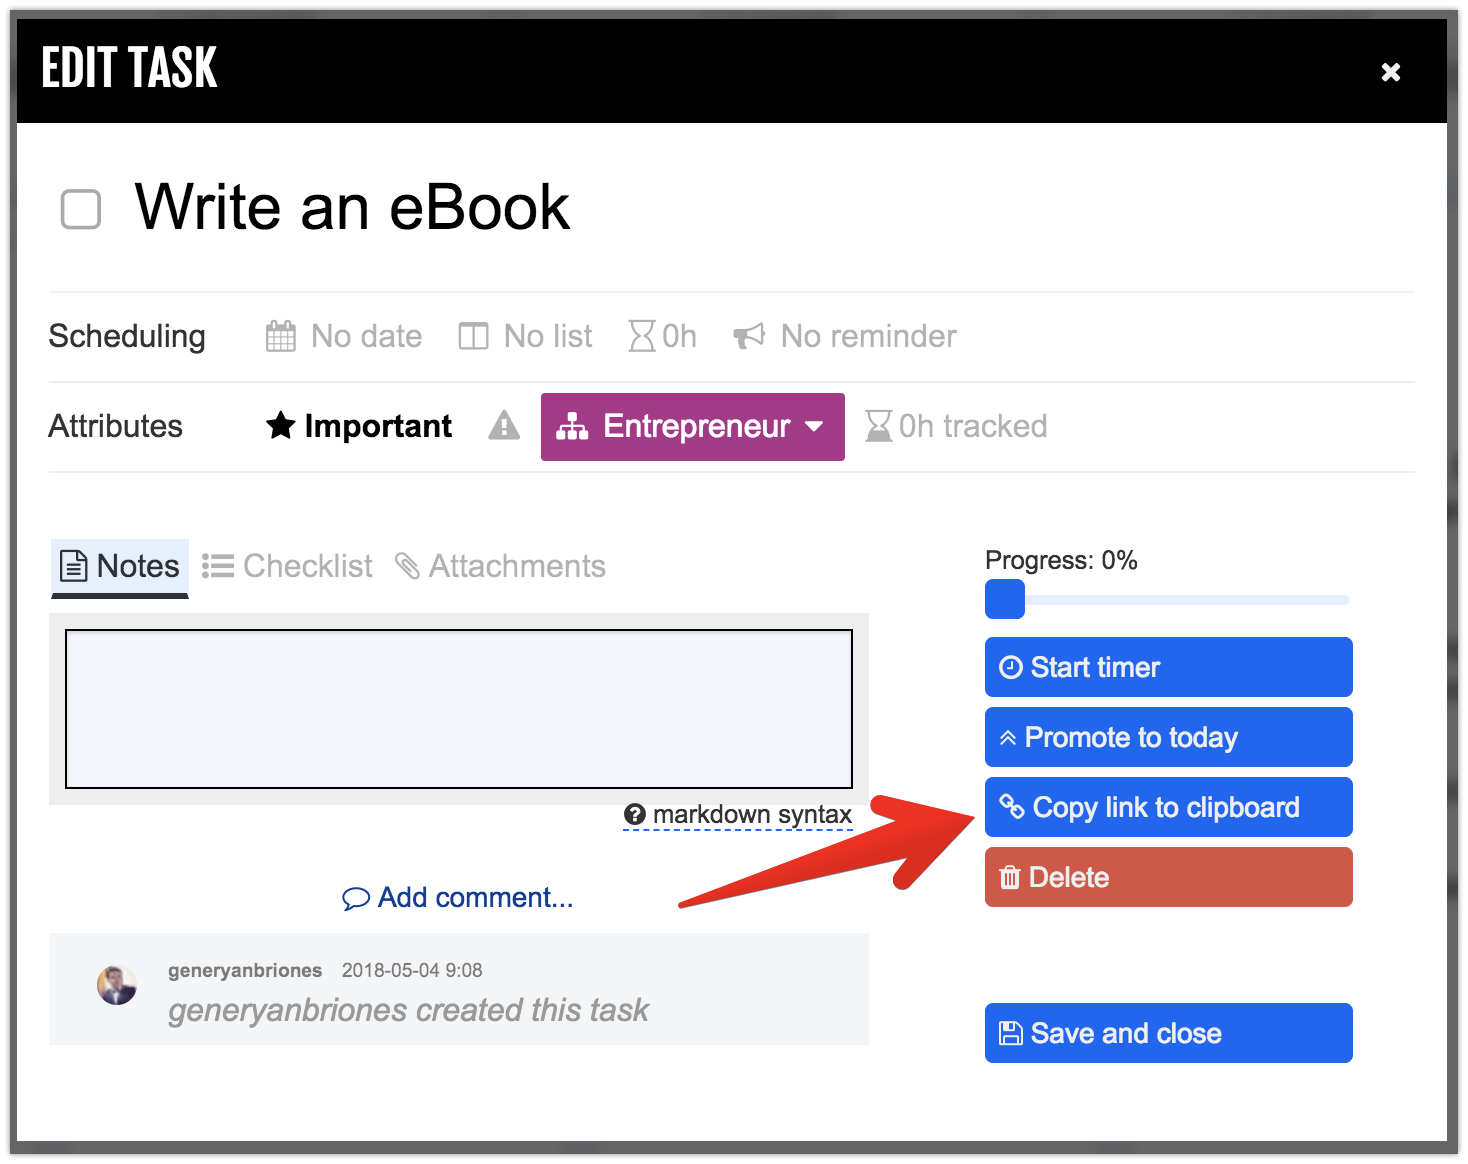 EDIT TASK
Write an eBook
Scheduling No date No list 0h No reminder
Attributes Important Entrepreneur 0h tracked
Notes Checklist Attachments
Progress: 0%
Start timer
Promote to today
Copy link to clipboard
Delete
markdown syntax
Add comment...
generyanbriones 2018-05-04 9:08
generyanbriones created this task
Save and close